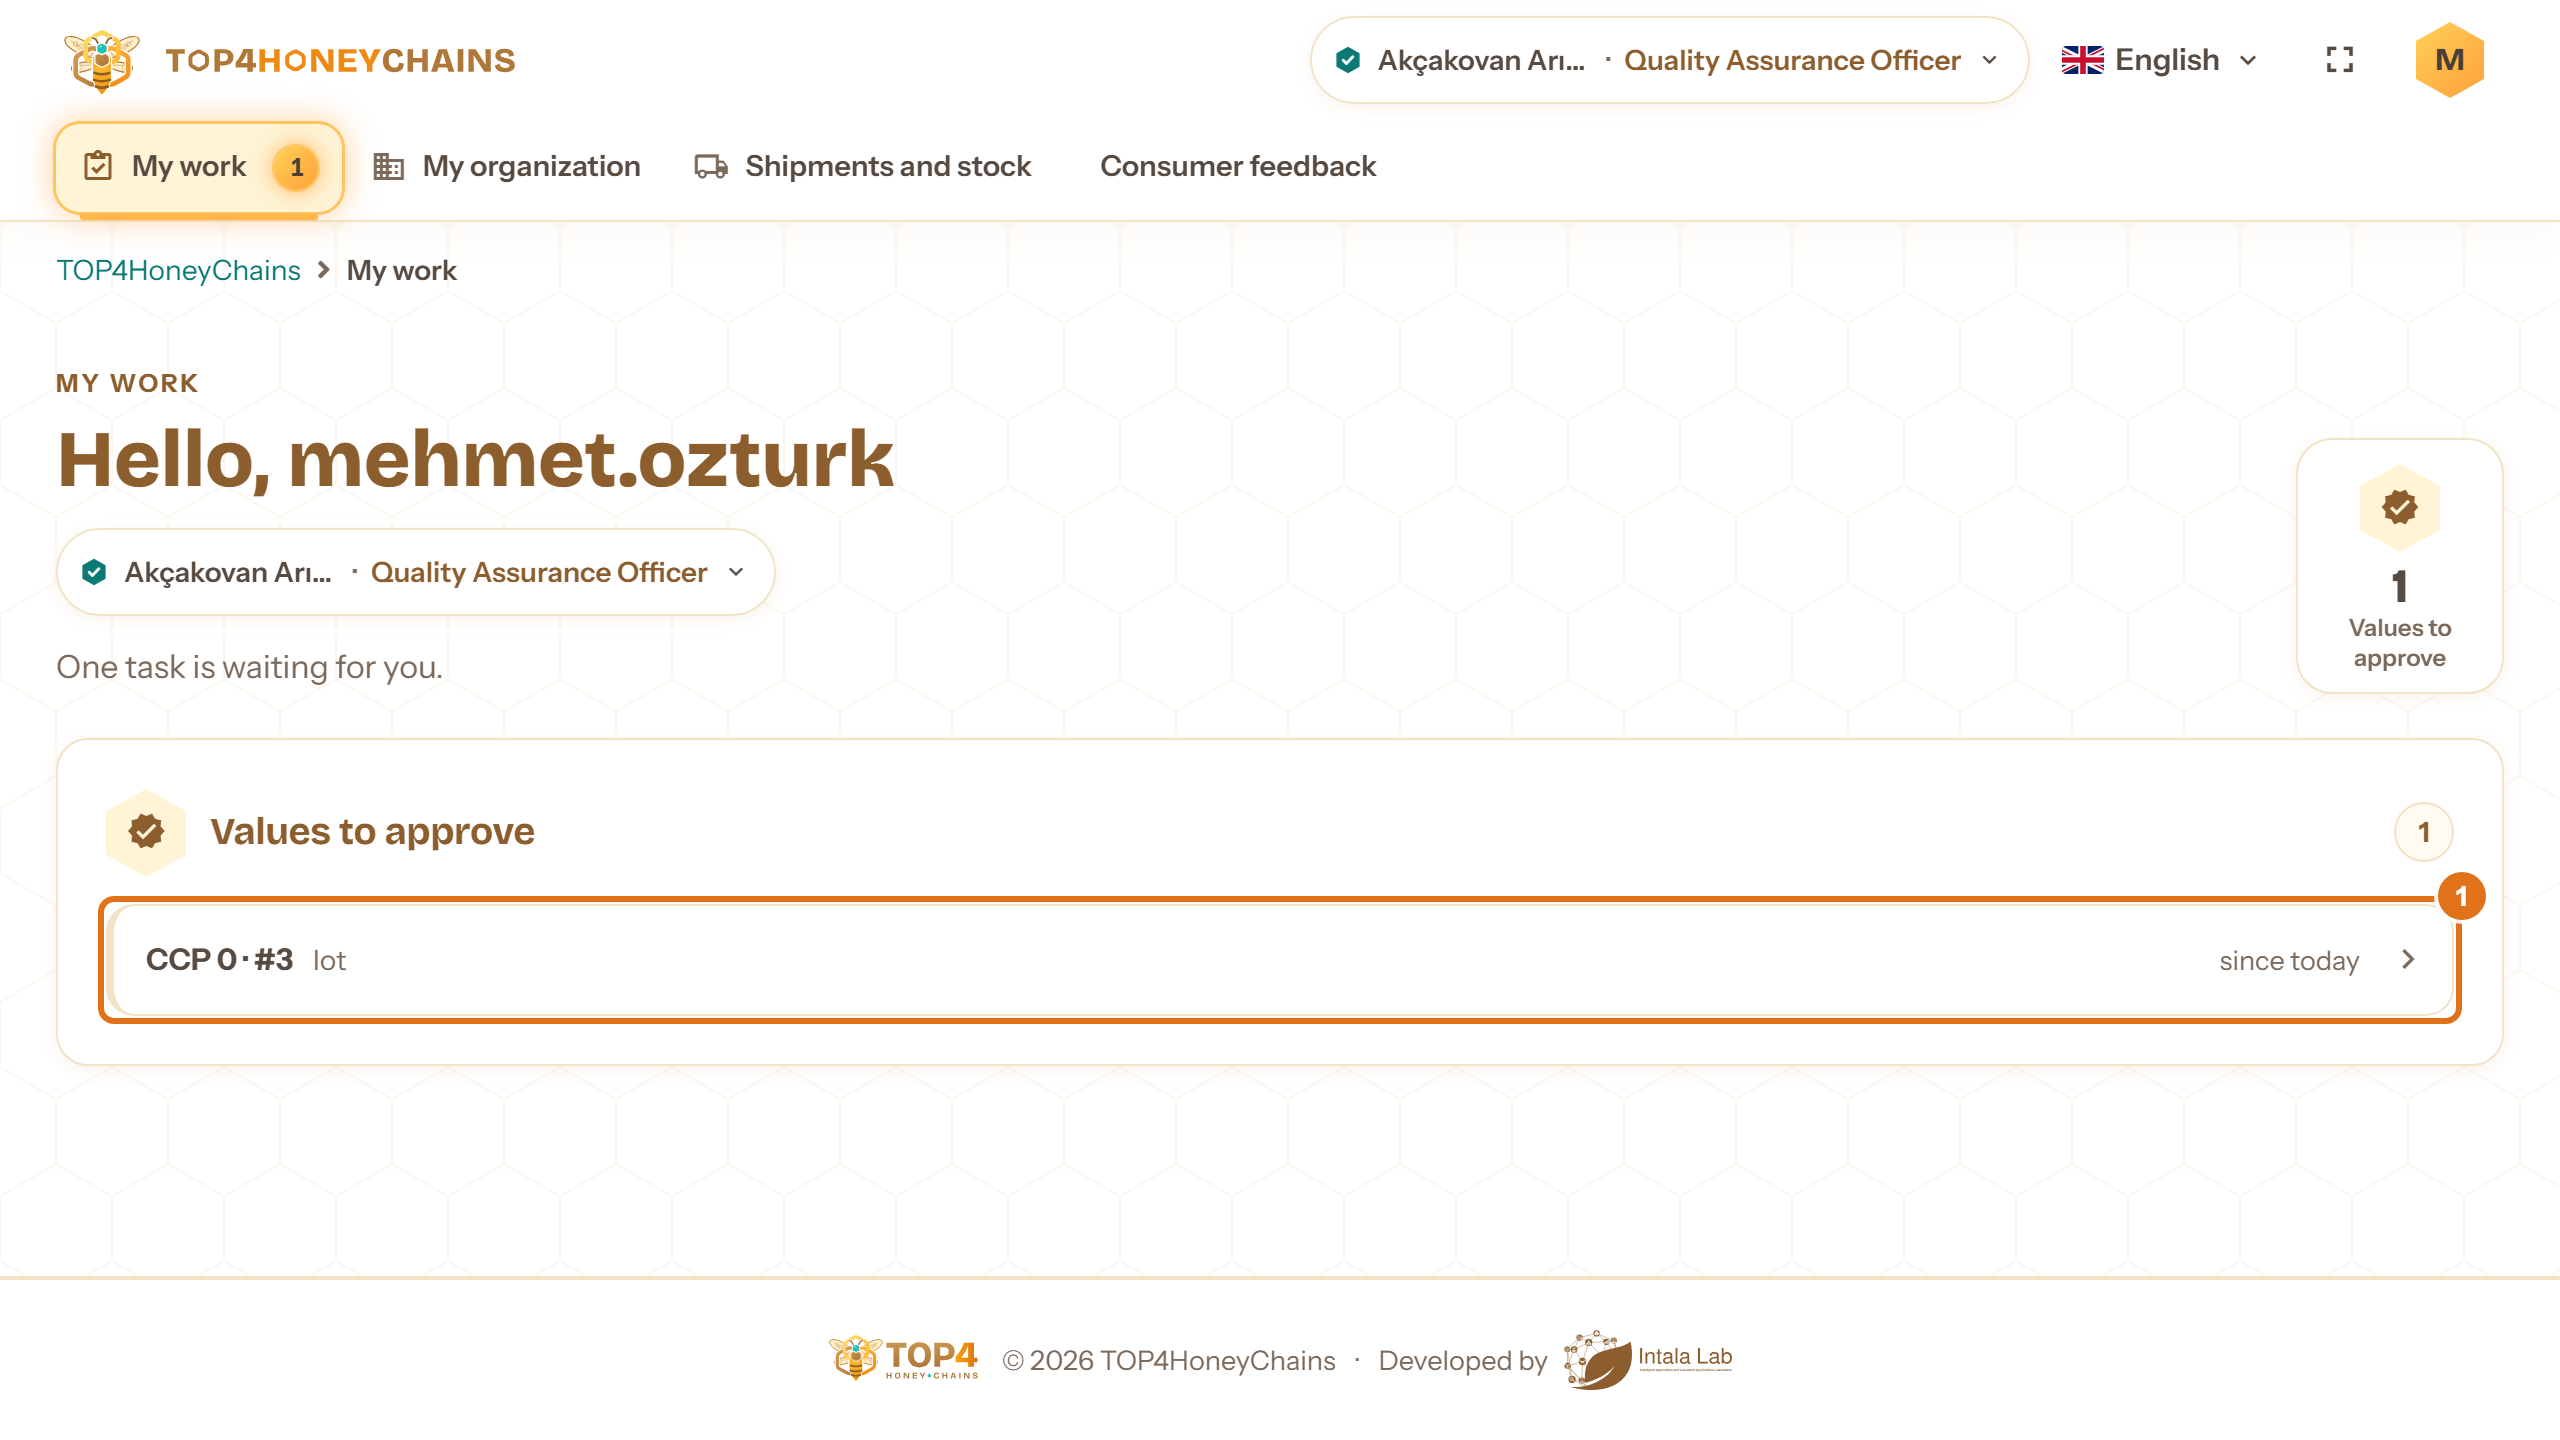 TOP4HONEYCHAINS
Akçakovan Arı... · Quality Assurance Officer
English
M
My work 1
My organization
Shipments and stock
Consumer feedback
TOP4HoneyChains > My work
MY WORK
Hello, mehmet.ozturk
Akçakovan Arı... · Quality Assurance Officer
One task is waiting for you.
1
Values to
approve
Values to approve
1
1
CCP 0 · #3 lot
since today
TOP4
HONEY•CHAINS
© 2026 TOP4HoneyChains · Developed by
Intala Lab